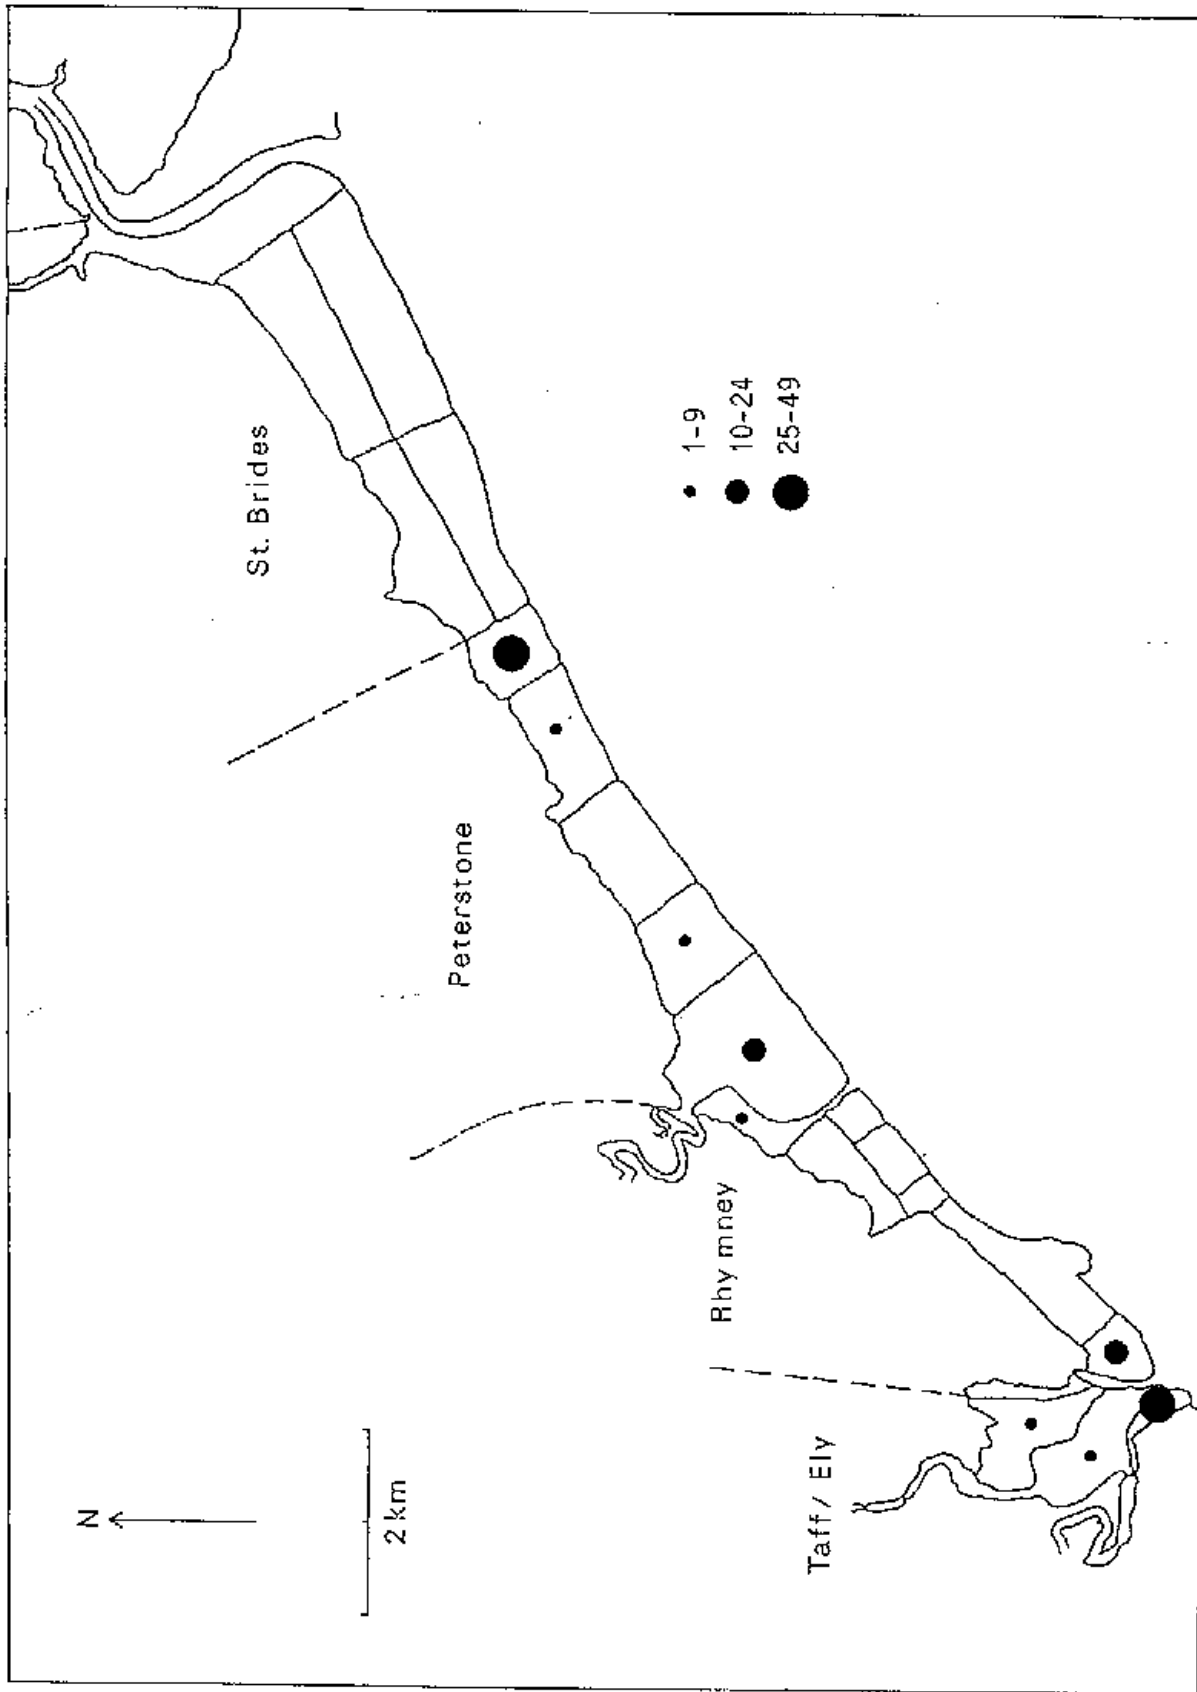 N
2 km
St. Brides
Peterstone
Rhymney
Taff / Ely
1-9
10-24
25-49